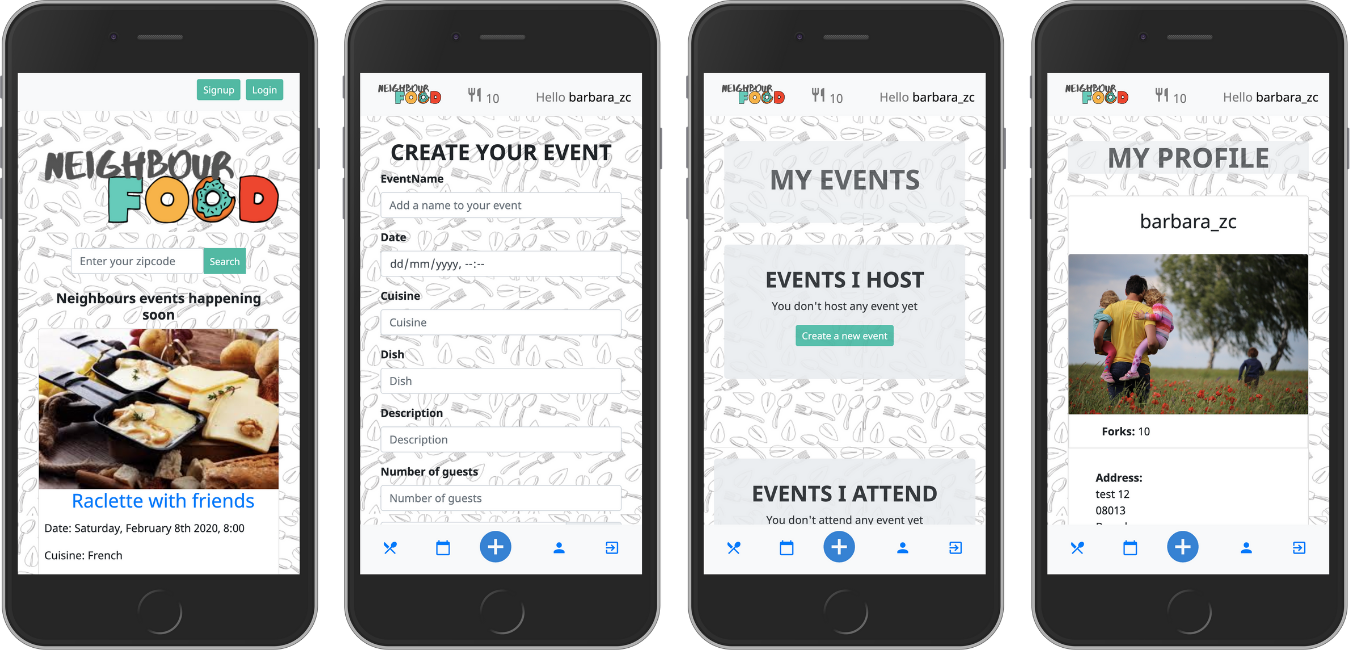 Signup
Login
NEIGHBOUR
FOOD
Enter your zipcode
Search
Neighbours events happening
soon
Raclette with friends
Date: Saturday, February 8th 2020, 8:00
Cuisine: French
NEIGHBOUR
FOOD
10
Hello barbara_zc
CREATE YOUR EVENT
EventName
Add a name to your event
Date
dd/mm/yyyy, --:--
Cuisine
Cuisine
Dish
Dish
Description
Description
Number of guests
Number of guests
NEIGHBOUR
FOOD
10
Hello barbara_zc
MY EVENTS
EVENTS I HOST
You don't host any event yet
Create a new event
EVENTS I ATTEND
You don't attend any event yet
NEIGHBOUR
FOOD
10
Hello barbara_zc
MY PROFILE
barbara_zc
Forks: 10
Address:
test 12
08013